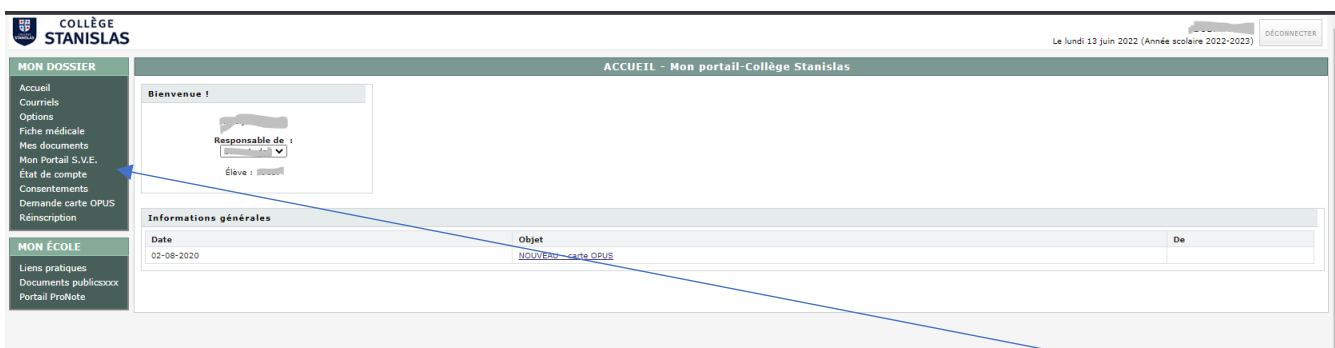 COLLÈGE
STANISLAS
Le lundi 13 juin 2022 (Année scolaire 2022-2023)
DÉCONNECTER
MON DOSSIER
Accueil
Courriels
Options
Fiche médicale
Mes documents
Mon Portail S.V.E.
État de compte
Consentements
Demande carte OPUS
Réinscription
MON ÉCOLE
Liens pratiques
Documents publicsxxx
Portail ProNote
ACCUEIL - Mon portail-Collège Stanislas
Bienvenue !
Responsable de :
Élève :
Informations générales
Date Objet De
02-08-2020 NOUVEAU - carte OPUS